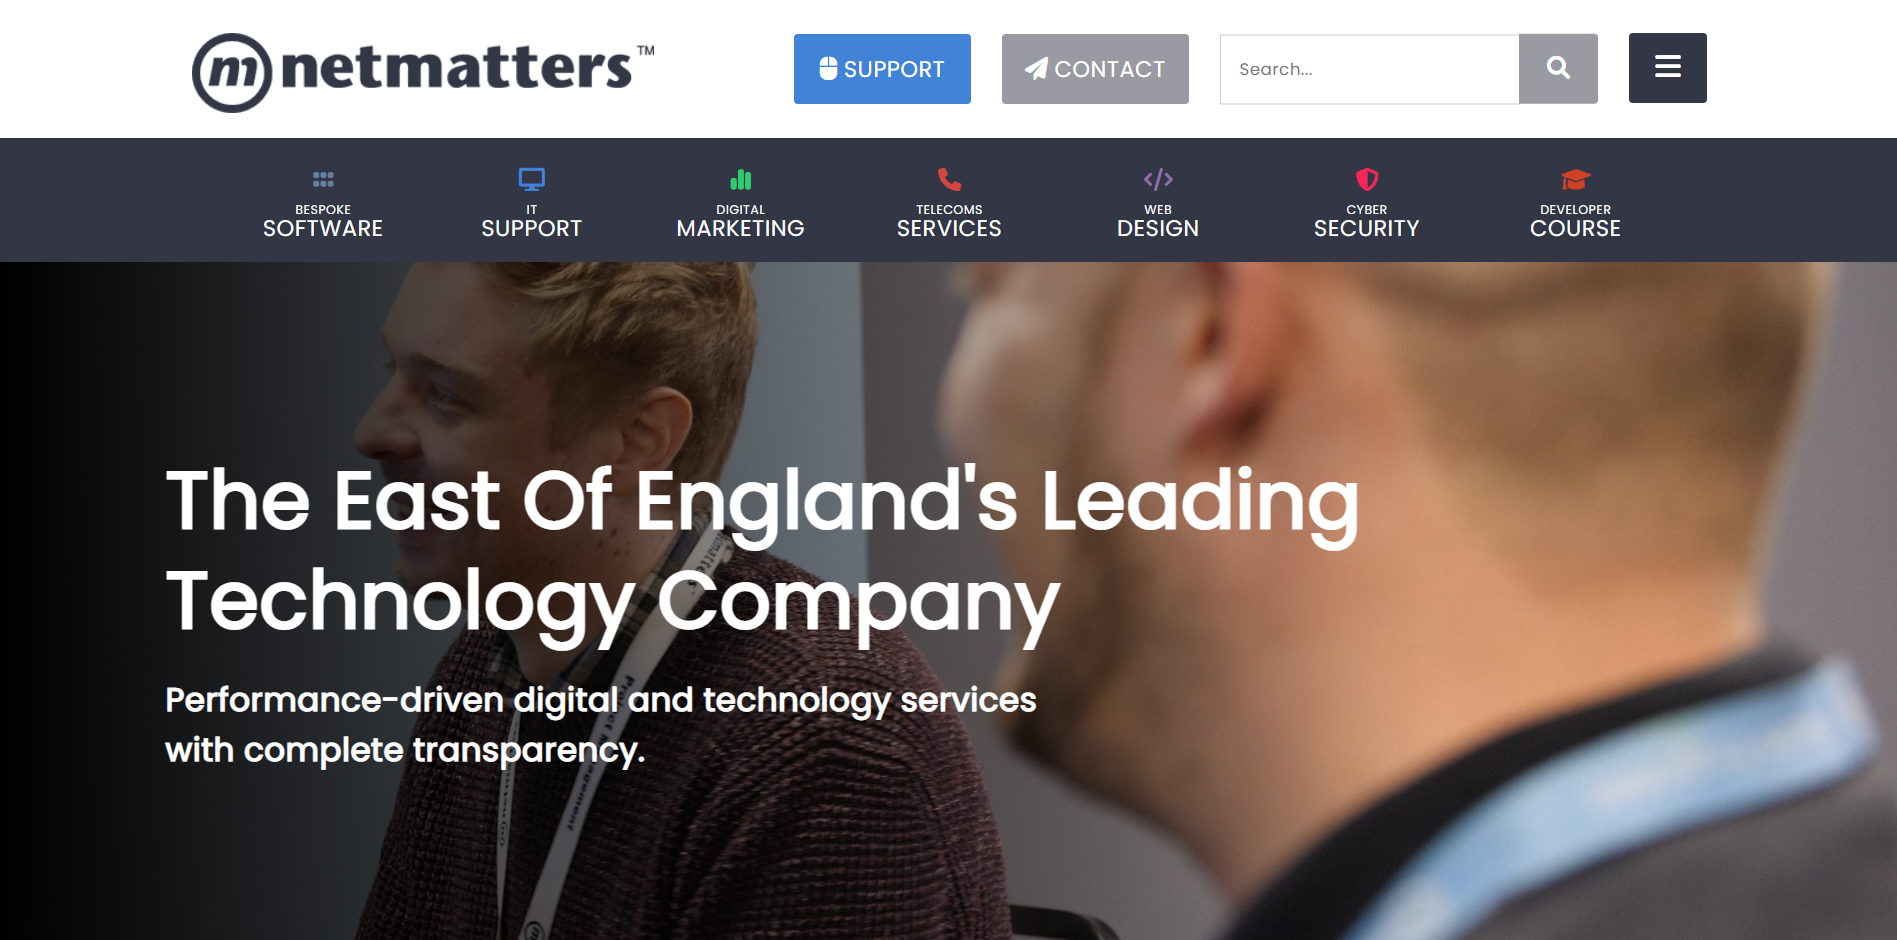 m netmatters™
SUPPORT
CONTACT
Search...
BESPOKE
SOFTWARE
IT
SUPPORT
DIGITAL
MARKETING
TELECOMS
SERVICES
WEB
DESIGN
CYBER
SECURITY
DEVELOPER
COURSE
The East Of England's Leading
Technology Company
Performance-driven digital and technology services
with complete transparency.